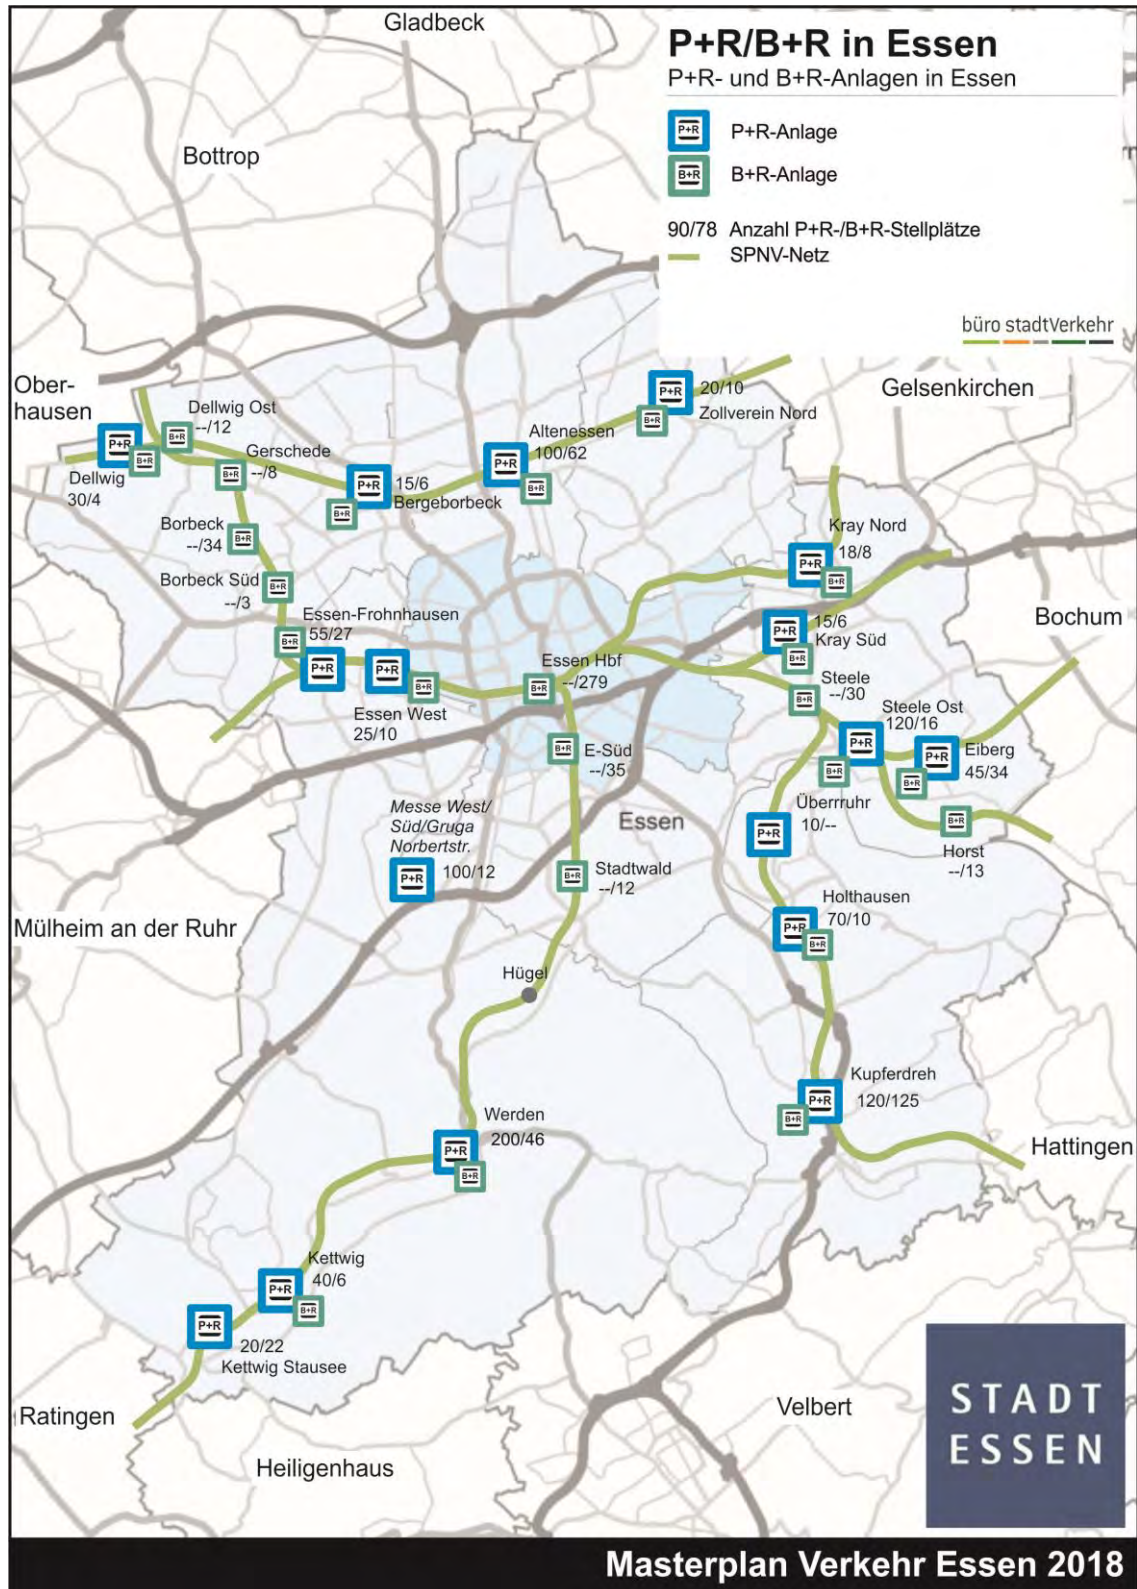 Gladbeck
P+R/B+R in Essen
P+R- und B+R-Anlagen in Essen
P+R
P+R-Anlage
B+R
B+R-Anlage
90/78 Anzahl P+R-/B+R-Stellplätze
SPNV-Netz
büro stadtVerkehr
Bottrop
Ober-
hausen
Gelsenkirchen
Dellwig Ost
--/12
B+R
P+R
B+R
Dellwig
30/4
Gerschede
--/8
B+R
P+R
15/6
Bergeborbeck
B+R
Altenessen
100/62
P+R
B+R
P+R
20/10
Zollverein Nord
B+R
Borbeck
--/34
B+R
Borbeck Süd
--/3
B+R
Essen-Frohnhausen
55/27
B+R
P+R
P+R
B+R
Essen West
25/10
Essen Hbf
--/279
B+R
Kray Nord
18/8
P+R
B+R
15/6
Kray Süd
P+R
B+R
Bochum
Steele
--/30
B+R
Steele Ost
120/16
P+R
B+R
Eiberg
45/34
P+R
B+R
E-Süd
--/35
B+R
Messe West/
Süd/Gruga
Norbertstr.
100/12
P+R
Essen
Überrruhr
10/--
P+R
B+R
Horst
--/13
Stadtwald
--/12
B+R
Holthausen
70/10
P+R
B+R
Mülheim an der Ruhr
Hügel
Kupferdreh
120/125
P+R
B+R
Werden
200/46
P+R
B+R
Hattingen
Kettwig
40/6
P+R
B+R
P+R
20/22
Kettwig Stausee
Ratingen
Heiligenhaus
Velbert
STADT
ESSEN
Masterplan Verkehr Essen 2018